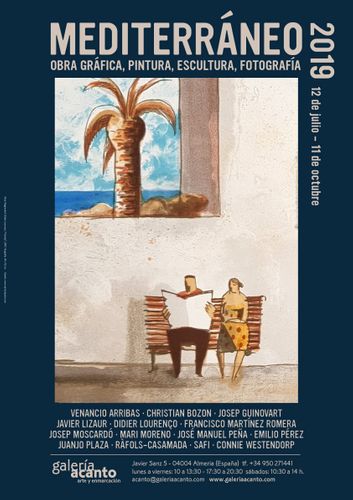 MEDITERRÁNEO
OBRA GRÁFICA, PINTURA, ESCULTURA, FOTOGRAFÍA
2019
12 de julio – 11 de octubre
VENANCIO ARRIBAS · CHRISTIAN BOZON · JOSEP GUINOVART
JAVIER LIZAUR · DIDIER LOURENÇO · FRANCISCO MARTÍNEZ ROMERA
JOSEP MOSCARDÓ · MARI MORENO · JOSÉ MANUEL PEÑA · EMILIO PÉREZ
JUANJO PLAZA · RÀFOLS-CASAMADA · SAFI · CONNIE WESTENDORP
galería
acanto
arte y enmarcación
Javier Sanz 5 - 04004 Almería (España) tlf. +34 950 271441
lunes a viernes: 10 a 13:30 - 17:30 a 20:30 sábados: 10:30 a 14 h.
acanto@galeriaacanto.com www.galeriaacanto.com